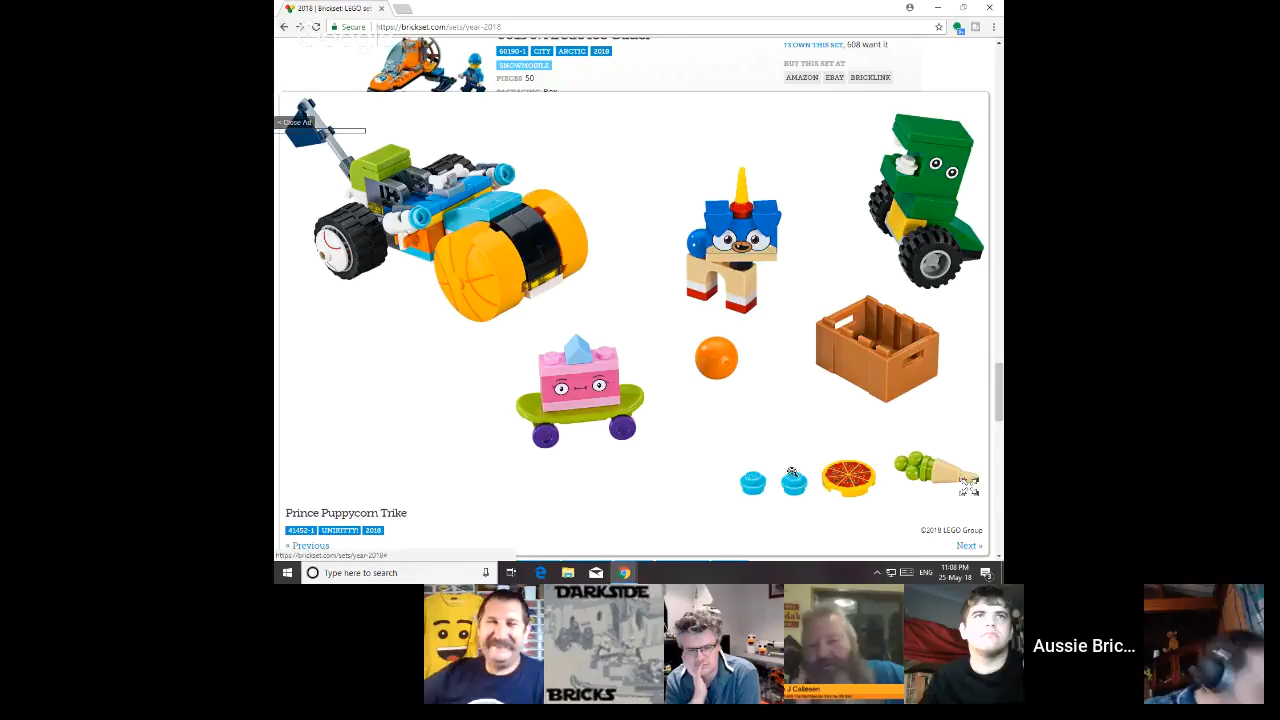 2018 | Brickset: LEGO set
Secure | https://brickset.com/sets/year-2018
60190-1 CITY ARCTIC 2018
SNOWMOBILE
PIECES 50
I OWN THIS SET, 608 want it
BUY THIS SET AT
AMAZON EBAY BRICKLINK
« Close Ad
Prince Puppycorn Trike
41452-1 UNIKITTY! 2018
©2018 LEGO Group
« Previous
Next »
https://brickset.com/sets/year-2018#
Type here to search
ENG
11:08 PM
25-May-18
3
DARKSIDE
BRICKS
J Callesen
Aussie Bric...